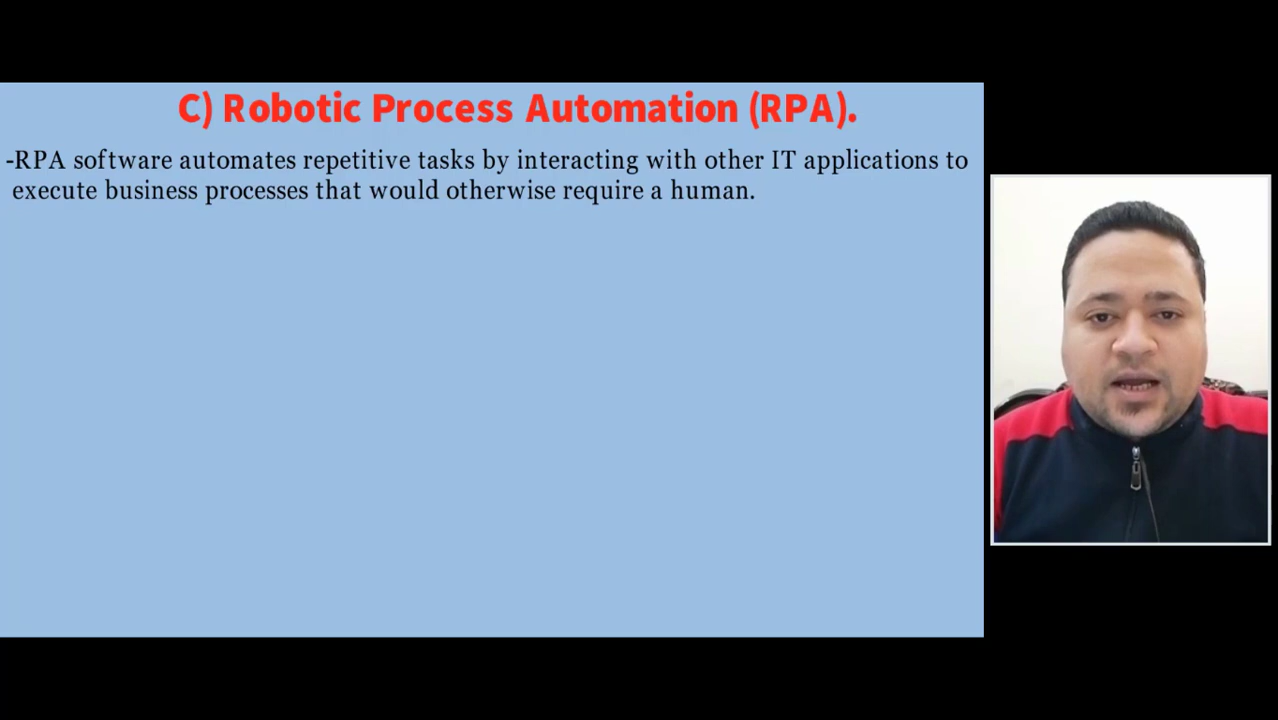 C) Robotic Process Automation (RPA).
-RPA software automates repetitive tasks by interacting with other IT applications to
execute business processes that would otherwise require a human.